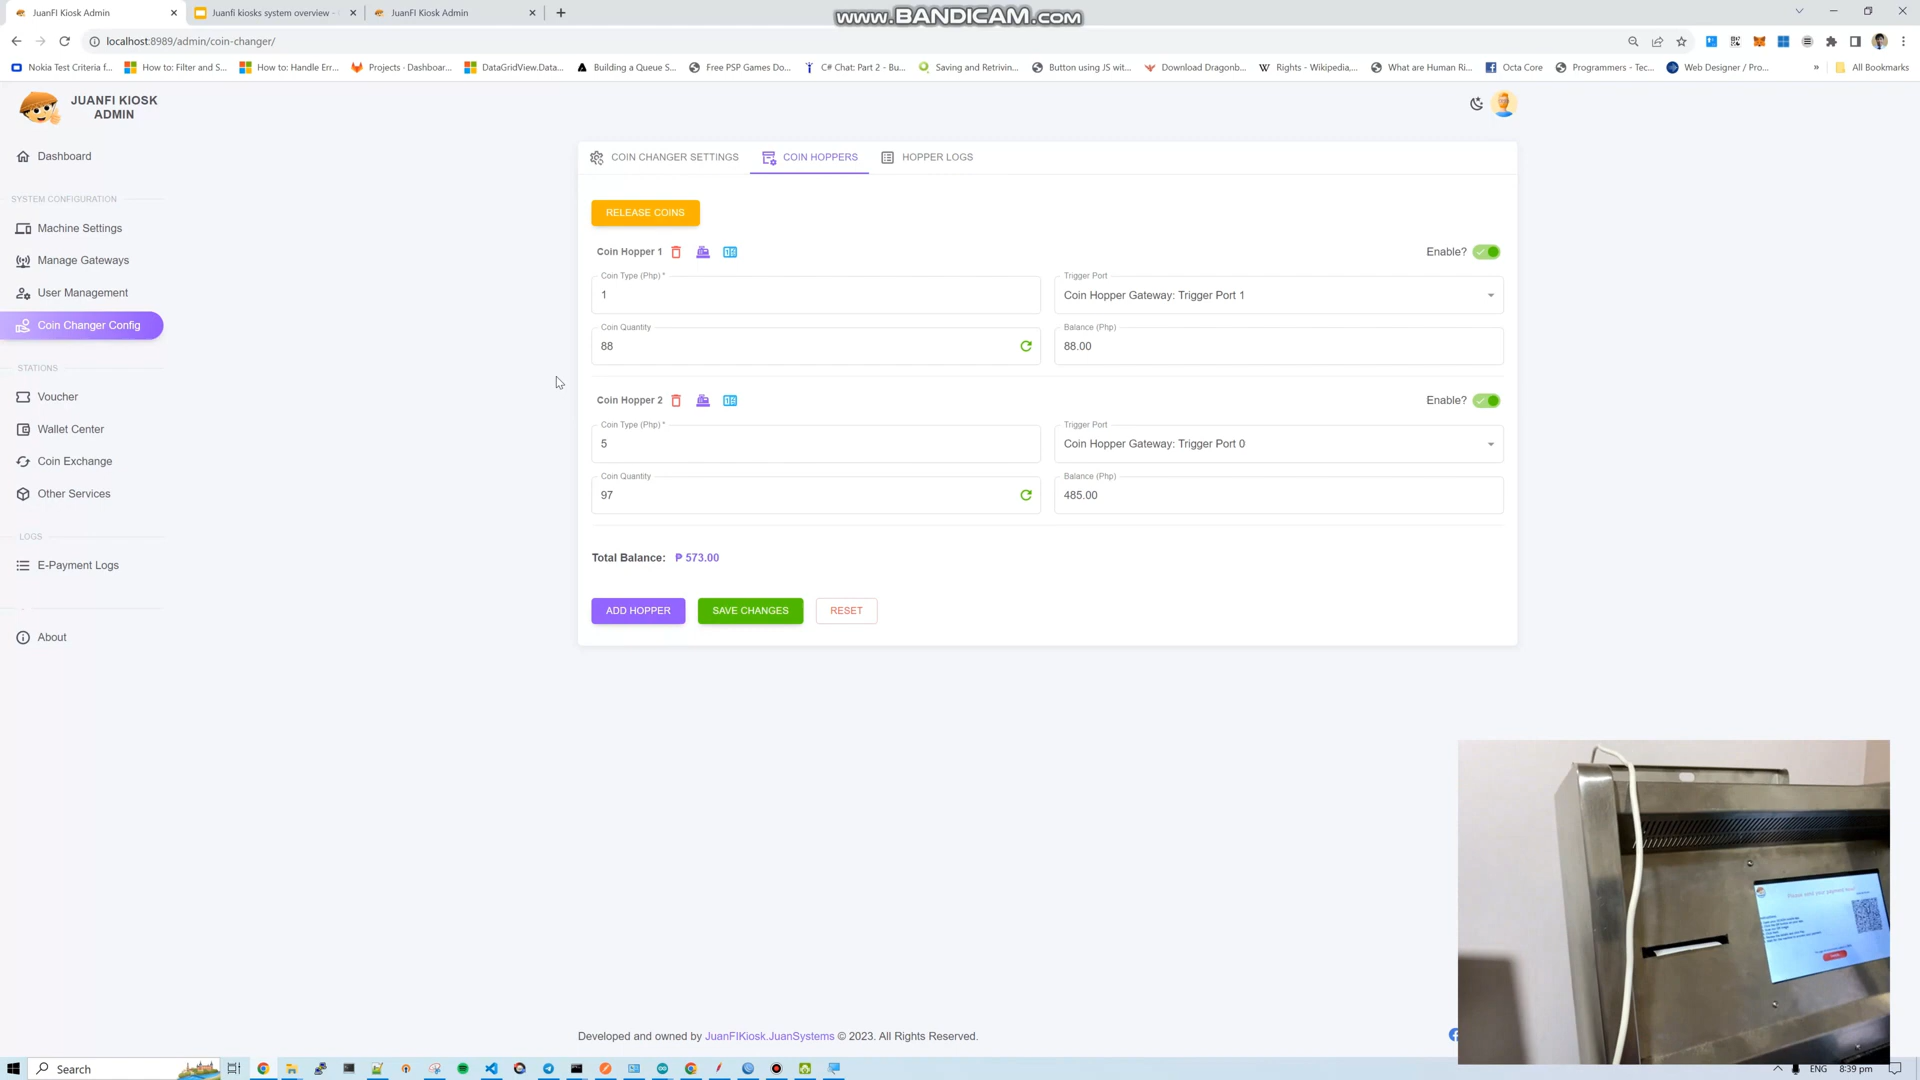 JuanFI Kiosk Admin
Juanfi kiosks system overview -
JuanFI Kiosk Admin
www.BANDICAM.com
localhost:8989/admin/coin-changer/
Nokia Test Criteria f...
How to: Filter and S...
How to: Handle Err...
Projects · Dashboar...
DataGridView.Data...
Building a Queue S...
Free PSP Games Do...
C# Chat: Part 2 - Bu...
Saving and Retrivin...
Button using JS wit...
Download Dragonb...
Rights - Wikipedia,...
What are Human Ri...
Octa Core
Programmers - Tec...
Web Designer / Pro...
»
All Bookmarks
JUANFI KIOSK
ADMIN
Dashboard
SYSTEM CONFIGURATION
Machine Settings
Manage Gateways
User Management
Coin Changer Config
STATIONS
Voucher
Wallet Center
Coin Exchange
Other Services
LOGS
E-Payment Logs
About
COIN CHANGER SETTINGS
COIN HOPPERS
HOPPER LOGS
RELEASE COINS
Coin Hopper 1
Enable?
Coin Type (Php) *
1
Trigger Port
Coin Hopper Gateway: Trigger Port 1
Coin Quantity
88
Balance (Php)
88.00
Coin Hopper 2
Enable?
Coin Type (Php) *
5
Trigger Port
Coin Hopper Gateway: Trigger Port 0
Coin Quantity
97
Balance (Php)
485.00
Total Balance: ₱ 573.00
ADD HOPPER
SAVE CHANGES
RESET
Developed and owned by JuanFIKiosk.JuanSystems © 2023. All Rights Reserved.
Search
ENG
8:39 pm